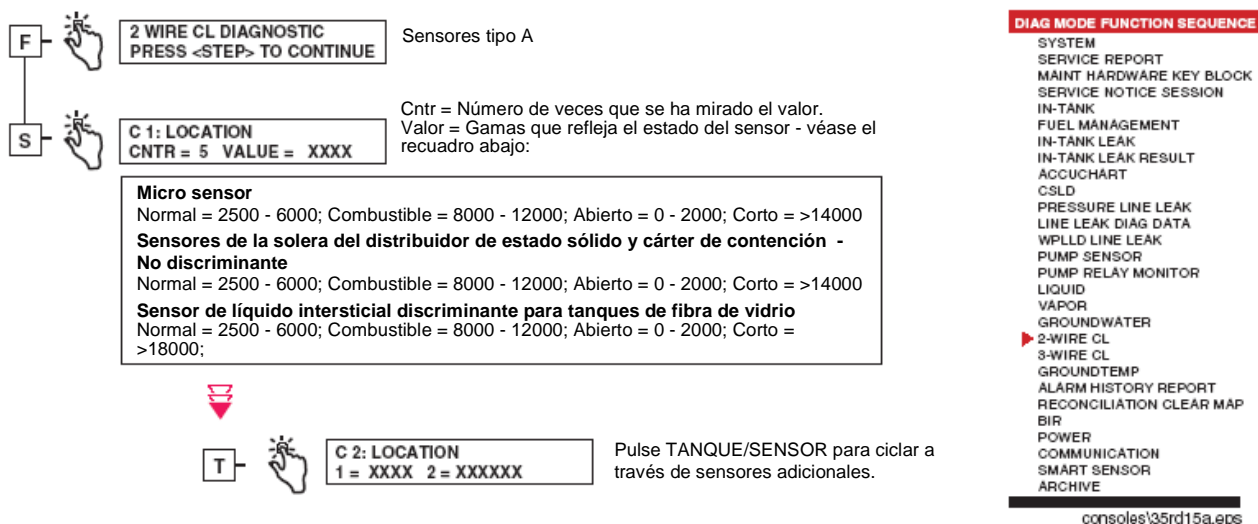 F
2 WIRE CL DIAGNOSTIC
PRESS <STEP> TO CONTINUE
Sensores tipo A
S
C 1: LOCATION
CNTR = 5 VALUE = XXXX
Cntr = Número de veces que se ha mirado el valor.
Valor = Gamas que refleja el estado del sensor - véase el
recuadro abajo:
Micro sensor
Normal = 2500 - 6000; Combustible = 8000 - 12000; Abierto = 0 - 2000; Corto = >14000
Sensores de la solera del distribuidor de estado sólido y cárter de contención -
No discriminante
Normal = 2500 - 6000; Combustible = 8000 - 12000; Abierto = 0 - 2000; Corto = >14000
Sensor de líquido intersticial discriminante para tanques de fibra de vidrio
Normal = 2500 - 6000; Combustible = 8000 - 12000; Abierto = 0 - 2000; Corto =
>18000;
T
C 2: LOCATION
1 = XXXX 2 = XXXXXX
Pulse TANQUE/SENSOR para ciclar a
través de sensores adicionales.
DIAG MODE FUNCTION SEQUENCE
SYSTEM
SERVICE REPORT
MAINT HARDWARE KEY BLOCK
SERVICE NOTICE SESSION
IN-TANK
FUEL MANAGEMENT
IN-TANK LEAK
IN-TANK LEAK RESULT
ACCUCHART
CSLD
PRESSURE LINE LEAK
LINE LEAK DIAG DATA
WPLLD LINE LEAK
PUMP SENSOR
PUMP RELAY MONITOR
LIQUID
VAPOR
GROUNDWATER
2-WIRE CL
3-WIRE CL
GROUNDTEMP
ALARM HISTORY REPORT
RECONCILIATION CLEAR MAP
BIR
POWER
COMMUNICATION
SMART SENSOR
ARCHIVE
consoles\35rd15a.eps